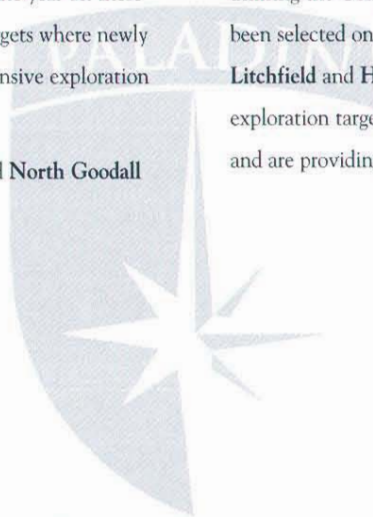 PALADIN
gets where newly
nsive exploration
North Goodall
been selected on
Litchfield and H
exploration targe
and are providin